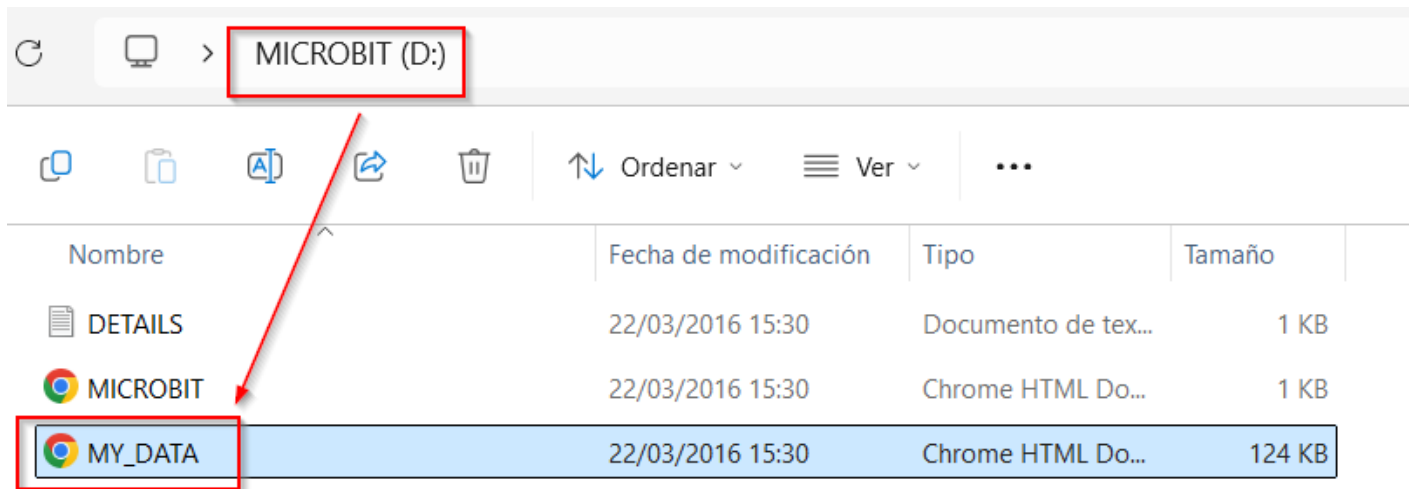 MICROBIT (D:)
Ordenar Ver
Nombre Fecha de modificación Tipo Tamaño
DETAILS 22/03/2016 15:30 Documento de tex... 1 KB
MICROBIT 22/03/2016 15:30 Chrome HTML Do... 1 KB
MY_DATA 22/03/2016 15:30 Chrome HTML Do... 124 KB